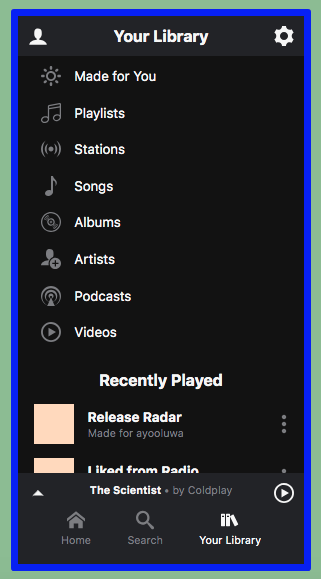 Your Library
Made for You
Playlists
Stations
Songs
Albums
Artists
Podcasts
Videos
Recently Played
Release Radar
Made for ayooluwa
Liked from Radio
The Scientist • by Coldplay
Home Search Your Library